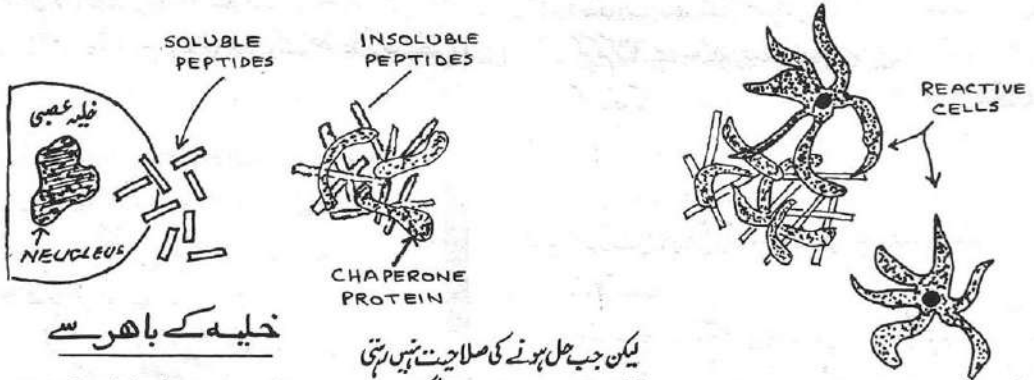 SOLUBLE
PEPTIDES
INSOLUBLE
PEPTIDES
REACTIVE
CELLS
خلیہ عصبی
NEUCLEUS
CHAPERONE
PROTEIN
خلیہ کے باھر سے
لیکن جب حل ہونے کی صلاحیت نہیں رہتی